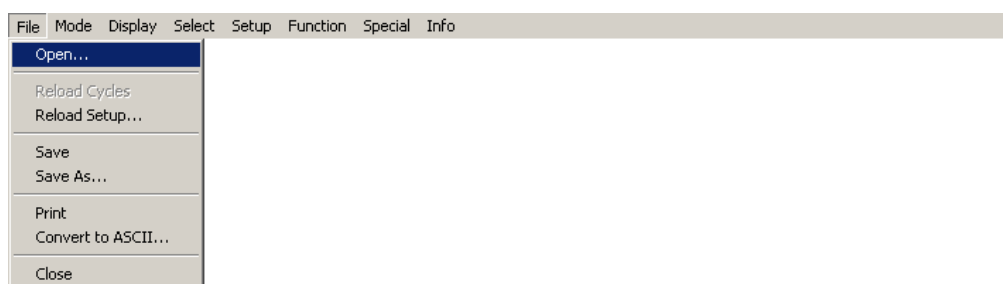 File Mode Display Select Setup Function Special Info
Open...
Reload Cycles
Reload Setup...
Save
Save As...
Print
Convert to ASCII...
Close